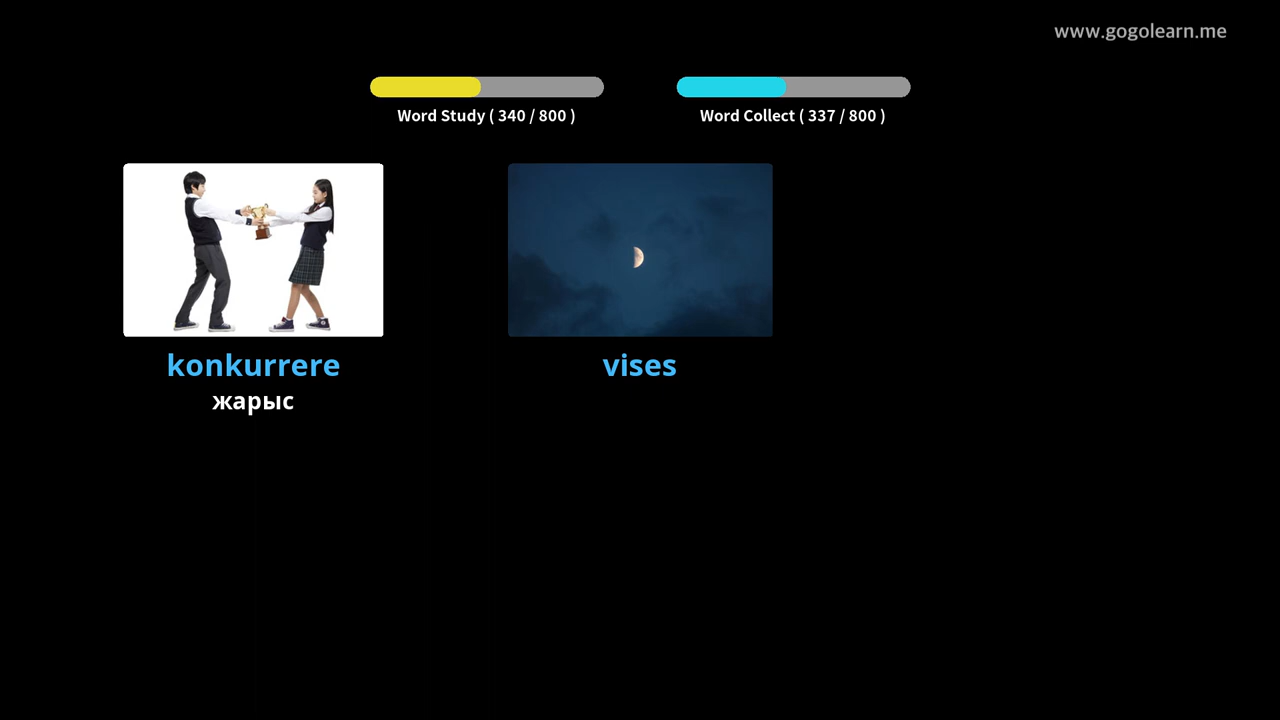 www.gogolearn.me
Word Study ( 340 / 800 )
Word Collect ( 337 / 800 )
konkurrere
vises
жарыс